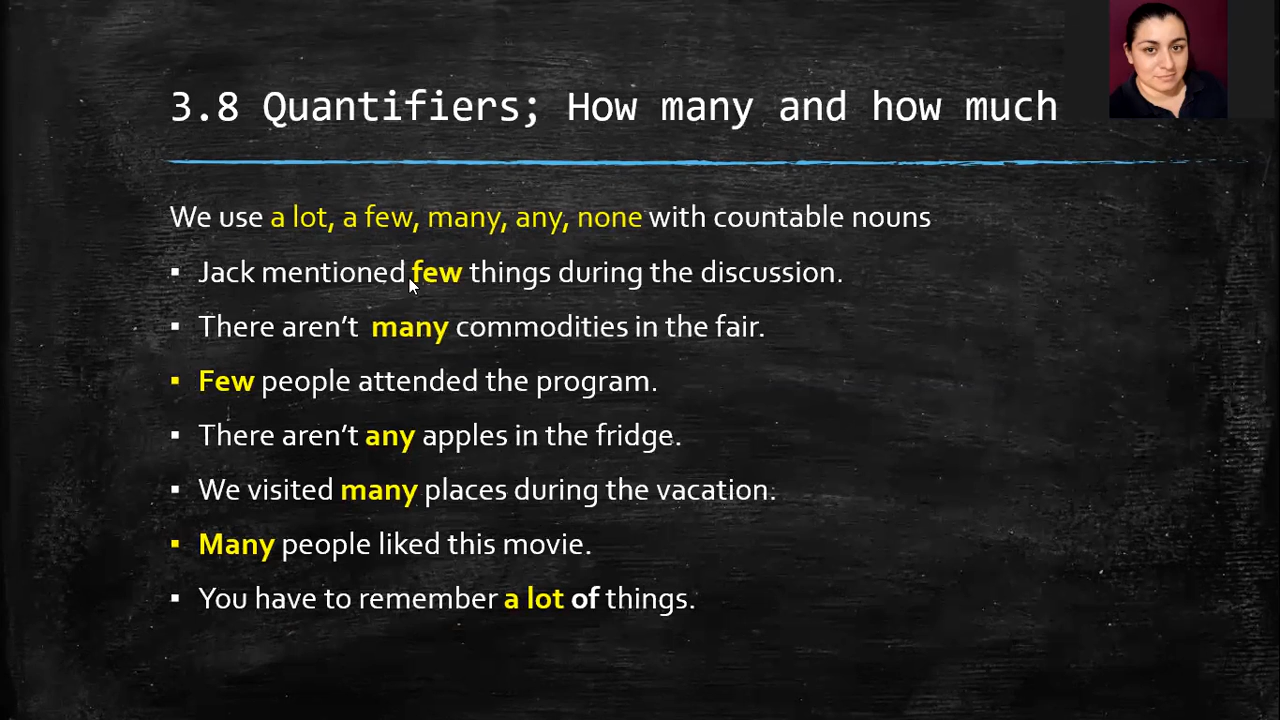 3.8 Quantifiers; How many and how much
We use a lot, a few, many, any, none with countable nouns
▪ Jack mentioned few things during the discussion.
▪ There aren’t many commodities in the fair.
▪ Few people attended the program.
▪ There aren’t any apples in the fridge.
▪ We visited many places during the vacation.
▪ Many people liked this movie.
▪ You have to remember a lot of things.